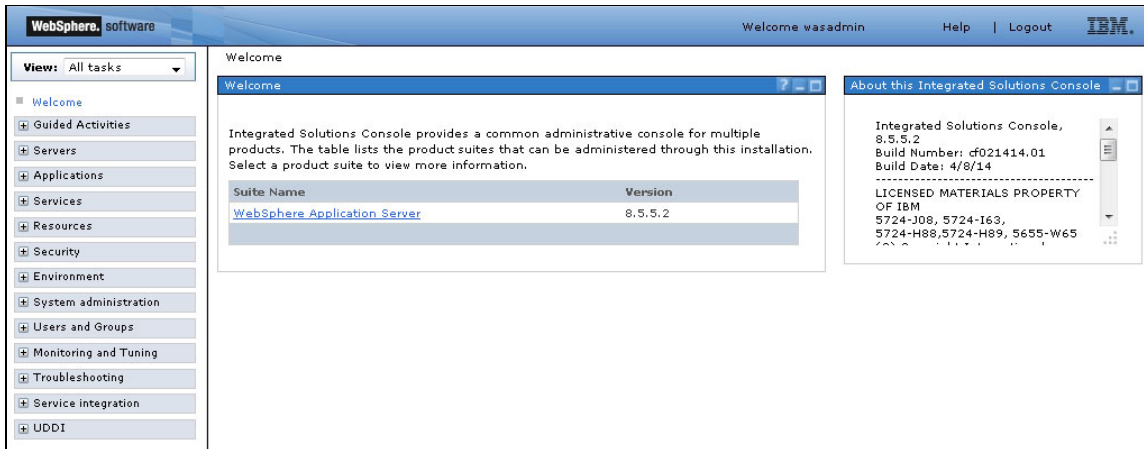 WebSphere. software
Welcome wasadmin
Help | Logout
IBM.
View: All tasks
Welcome
Guided Activities
Servers
Applications
Services
Resources
Security
Environment
System administration
Users and Groups
Monitoring and Tuning
Troubleshooting
Service integration
UDDI
Welcome
Welcome
Integrated Solutions Console provides a common administrative console for multiple
products. The table lists the product suites that can be administered through this installation.
Select a product suite to view more information.
Suite Name Version
WebSphere Application Server 8.5.5.2
About this Integrated Solutions Console
Integrated Solutions Console,
8.5.5.2
Build Number: cf021414.01
Build Date: 4/8/14
----------------------------------------
LICENSED MATERIALS PROPERTY
OF IBM
5724-J08, 5724-I63,
5724-H88,5724-H89, 5655-W65